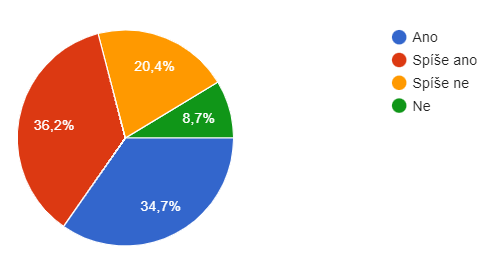 20,4%
8,7%
36,2%
34,7%
Ano
Spíše ano
Spíše ne
Ne